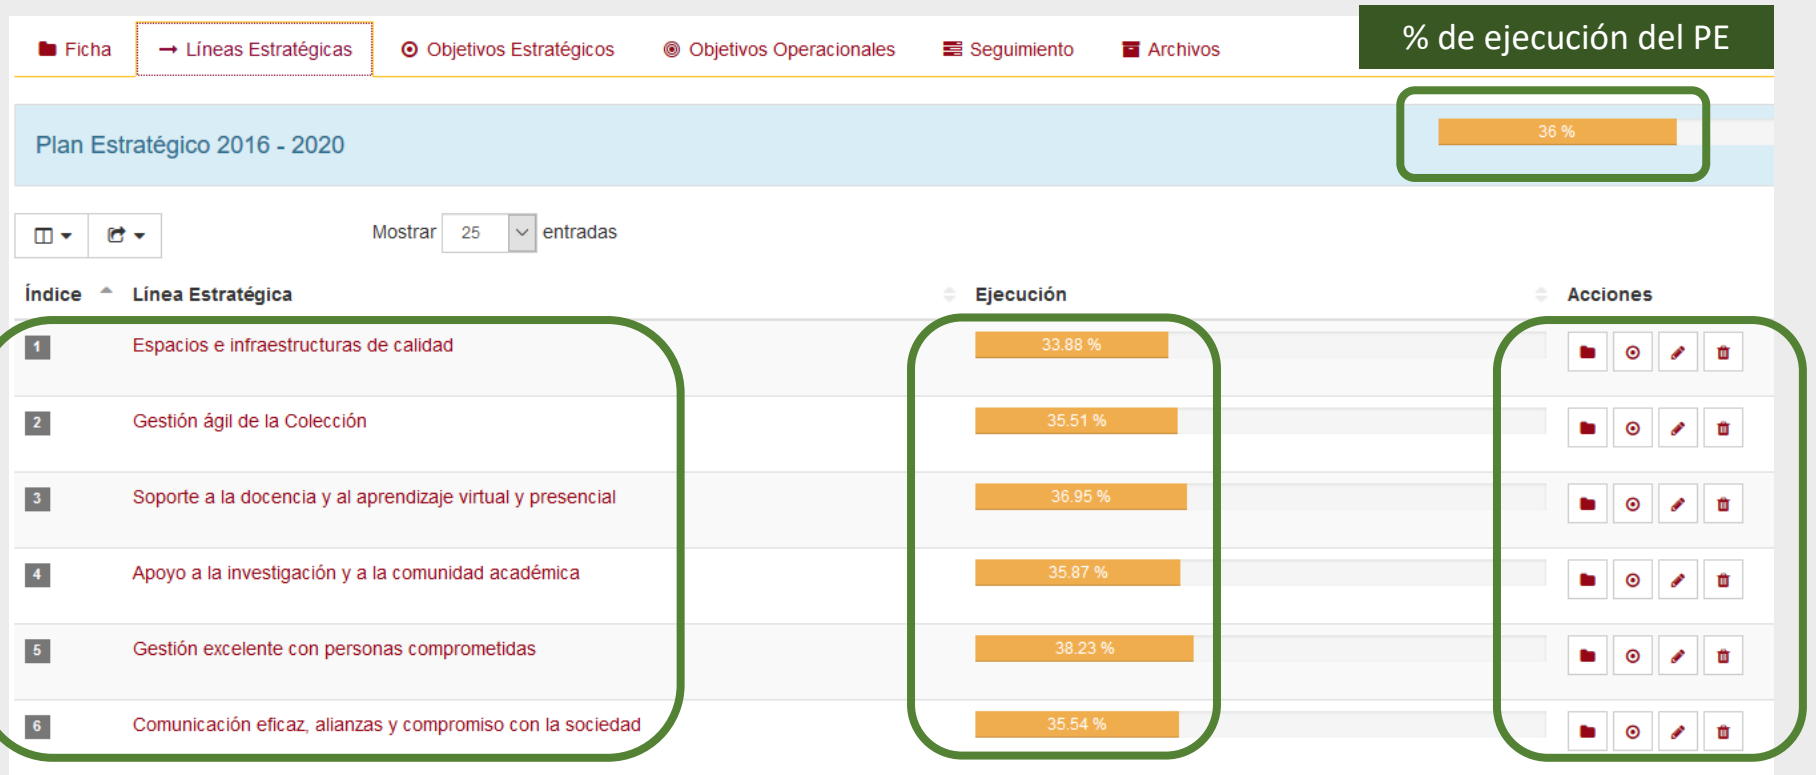 % de ejecución del PE
Ficha Líneas Estratégicas Objetivos Estratégicos Objetivos Operacionales Seguimiento Archivos
Plan Estratégico 2016 - 2020 36 %
Mostrar 25 entradas
Índice Línea Estratégica Ejecución Acciones
1 Espacios e infraestructuras de calidad 33.88 %
2 Gestión ágil de la Colección 35.51 %
3 Soporte a la docencia y al aprendizaje virtual y presencial 36.95 %
4 Apoyo a la investigación y a la comunidad académica 35.87 %
5 Gestión excelente con personas comprometidas 38.23 %
6 Comunicación eficaz, alianzas y compromiso con la sociedad 35.54 %